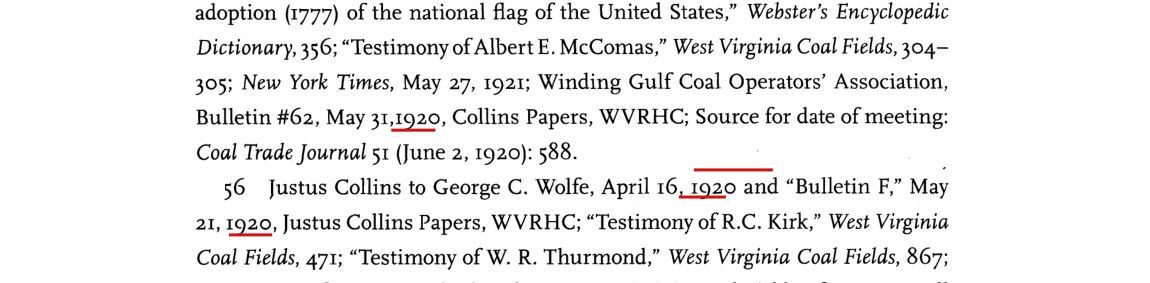 adoption (1777) of the national flag of the United States,” Webster’s Encyclopedic
Dictionary, 356; “Testimony of Albert E. McComas,” West Virginia Coal Fields, 304–
305; New York Times, May 27, 1921; Winding Gulf Coal Operators’ Association,
Bulletin #62, May 31,1920, Collins Papers, WVRHC; Source for date of meeting:
Coal Trade Journal 51 (June 2, 1920): 588.
56 Justus Collins to George C. Wolfe, April 16, 1920 and “Bulletin F,” May
21, 1920, Justus Collins Papers, WVRHC; “Testimony of R.C. Kirk,” West Virginia
Coal Fields, 471; “Testimony of W. R. Thurmond,” West Virginia Coal Fields, 867;